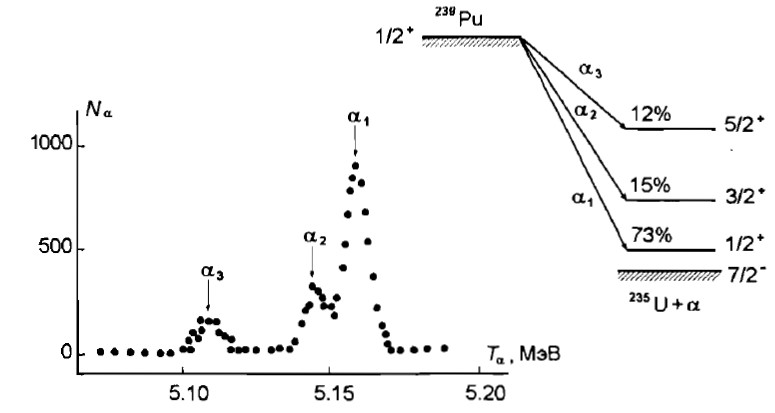 ²³⁹Pu
1/2⁺
α₃
12%
5/2⁺
α₂
15%
3/2⁺
α₁
73%
1/2⁺
7/2⁻
²³⁵U + α
Nα
1000
500
0
α₁
α₂
α₃
Tα, МэВ
5.10
5.15
5.20